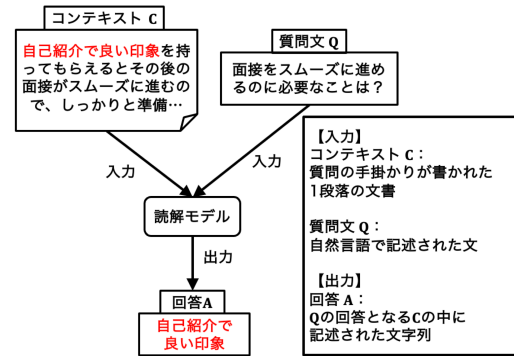 コンテキスト C
自己紹介で良い印象を持
ってもらえるとその後の
面接がスムーズに進むの
で、しっかりと準備…
質問文 Q
面接をスムーズに進め
るのに必要なことは？
入力
入力
読解モデル
出力
回答A
自己紹介で
良い印象
【入力】
コンテキスト C：
質問の手掛かりが書かれた
1段落の文書
質問文 Q：
自然言語で記述された文
【出力】
回答 A：
Qの回答となるCの中に
記述された文字列